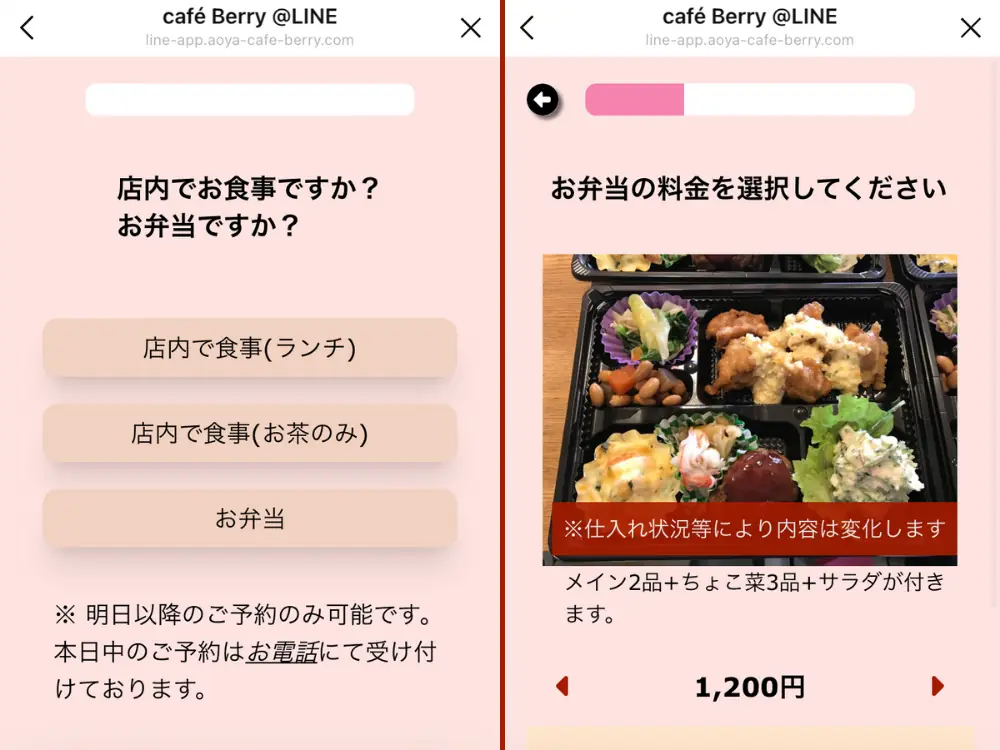 café Berry @LINE
line-app.aoya-cafe-berry.com
店内でお食事ですか？
お弁当ですか？
店内で食事(ランチ)
店内で食事(お茶のみ)
お弁当
※ 明日以降のご予約のみ可能です。
本日中のご予約はお電話にて受け付
けております。
café Berry @LINE
line-app.aoya-cafe-berry.com
お弁当の料金を選択してください
※仕入れ状況等により内容は変化します
メイン2品+ちょこ菜3品+サラダが付き
ます。
1,200円